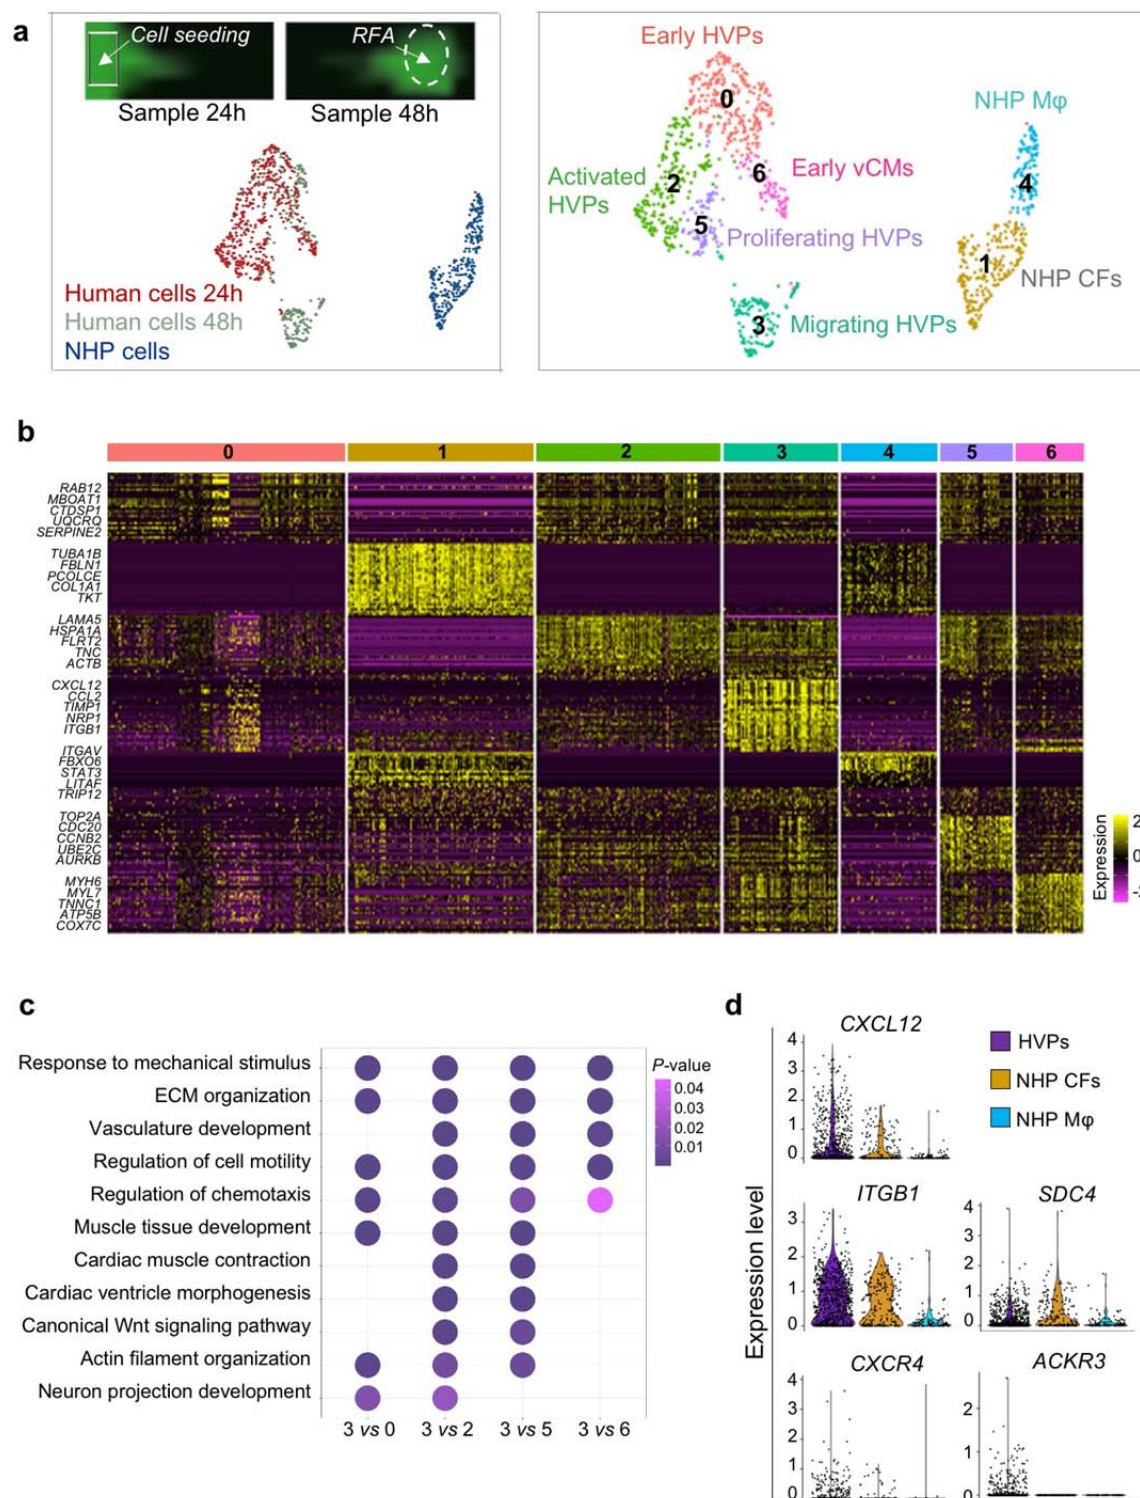 a
Cell seeding
RFA
Sample 24h
Sample 48h
Human cells 24h
Human cells 48h
NHP cells
Early HVPs
0
NHP Mφ
Activated
HVPs
2
6
Early vCMs
4
5
Proliferating HVPs
1
NHP CFs
3
Migrating HVPs
b
0 1 2 3 4 5 6
RAB12
MBOAT1
CTDSP1
UQCRQ
SERPINE2
TUBA1B
FBLN1
PCOLCE
COL1A1
TKT
LAMA5
HSPA1A
FLRT2
TNC
ACTB
CXCL12
CCL2
TIMP1
NRP1
ITGB1
ITGAV
FBXO6
STAT3
LITAF
TRIP12
TOP2A
CDC20
CCNB2
UBE2C
AURKB
MYH6
MYL7
TNNC1
ATP5B
COX7C
Expression
2
0
c
Response to mechanical stimulus
ECM organization
Vasculature development
Regulation of cell motility
Regulation of chemotaxis
Muscle tissue development
Cardiac muscle contraction
Cardiac ventricle morphogenesis
Canonical Wnt signaling pathway
Actin filament organization
Neuron projection development
3 vs 0
3 vs 2
3 vs 5
3 vs 6
P-value
0.04
0.03
0.02
0.01
d
Expression level
CXCL12
4
3
2
1
0
HVPs
NHP CFs
NHP Mφ
ITGB1
3
2
1
0
SDC4
4
3
2
1
0
CXCR4
4
3
2
1
0
ACKR3
2
1
0